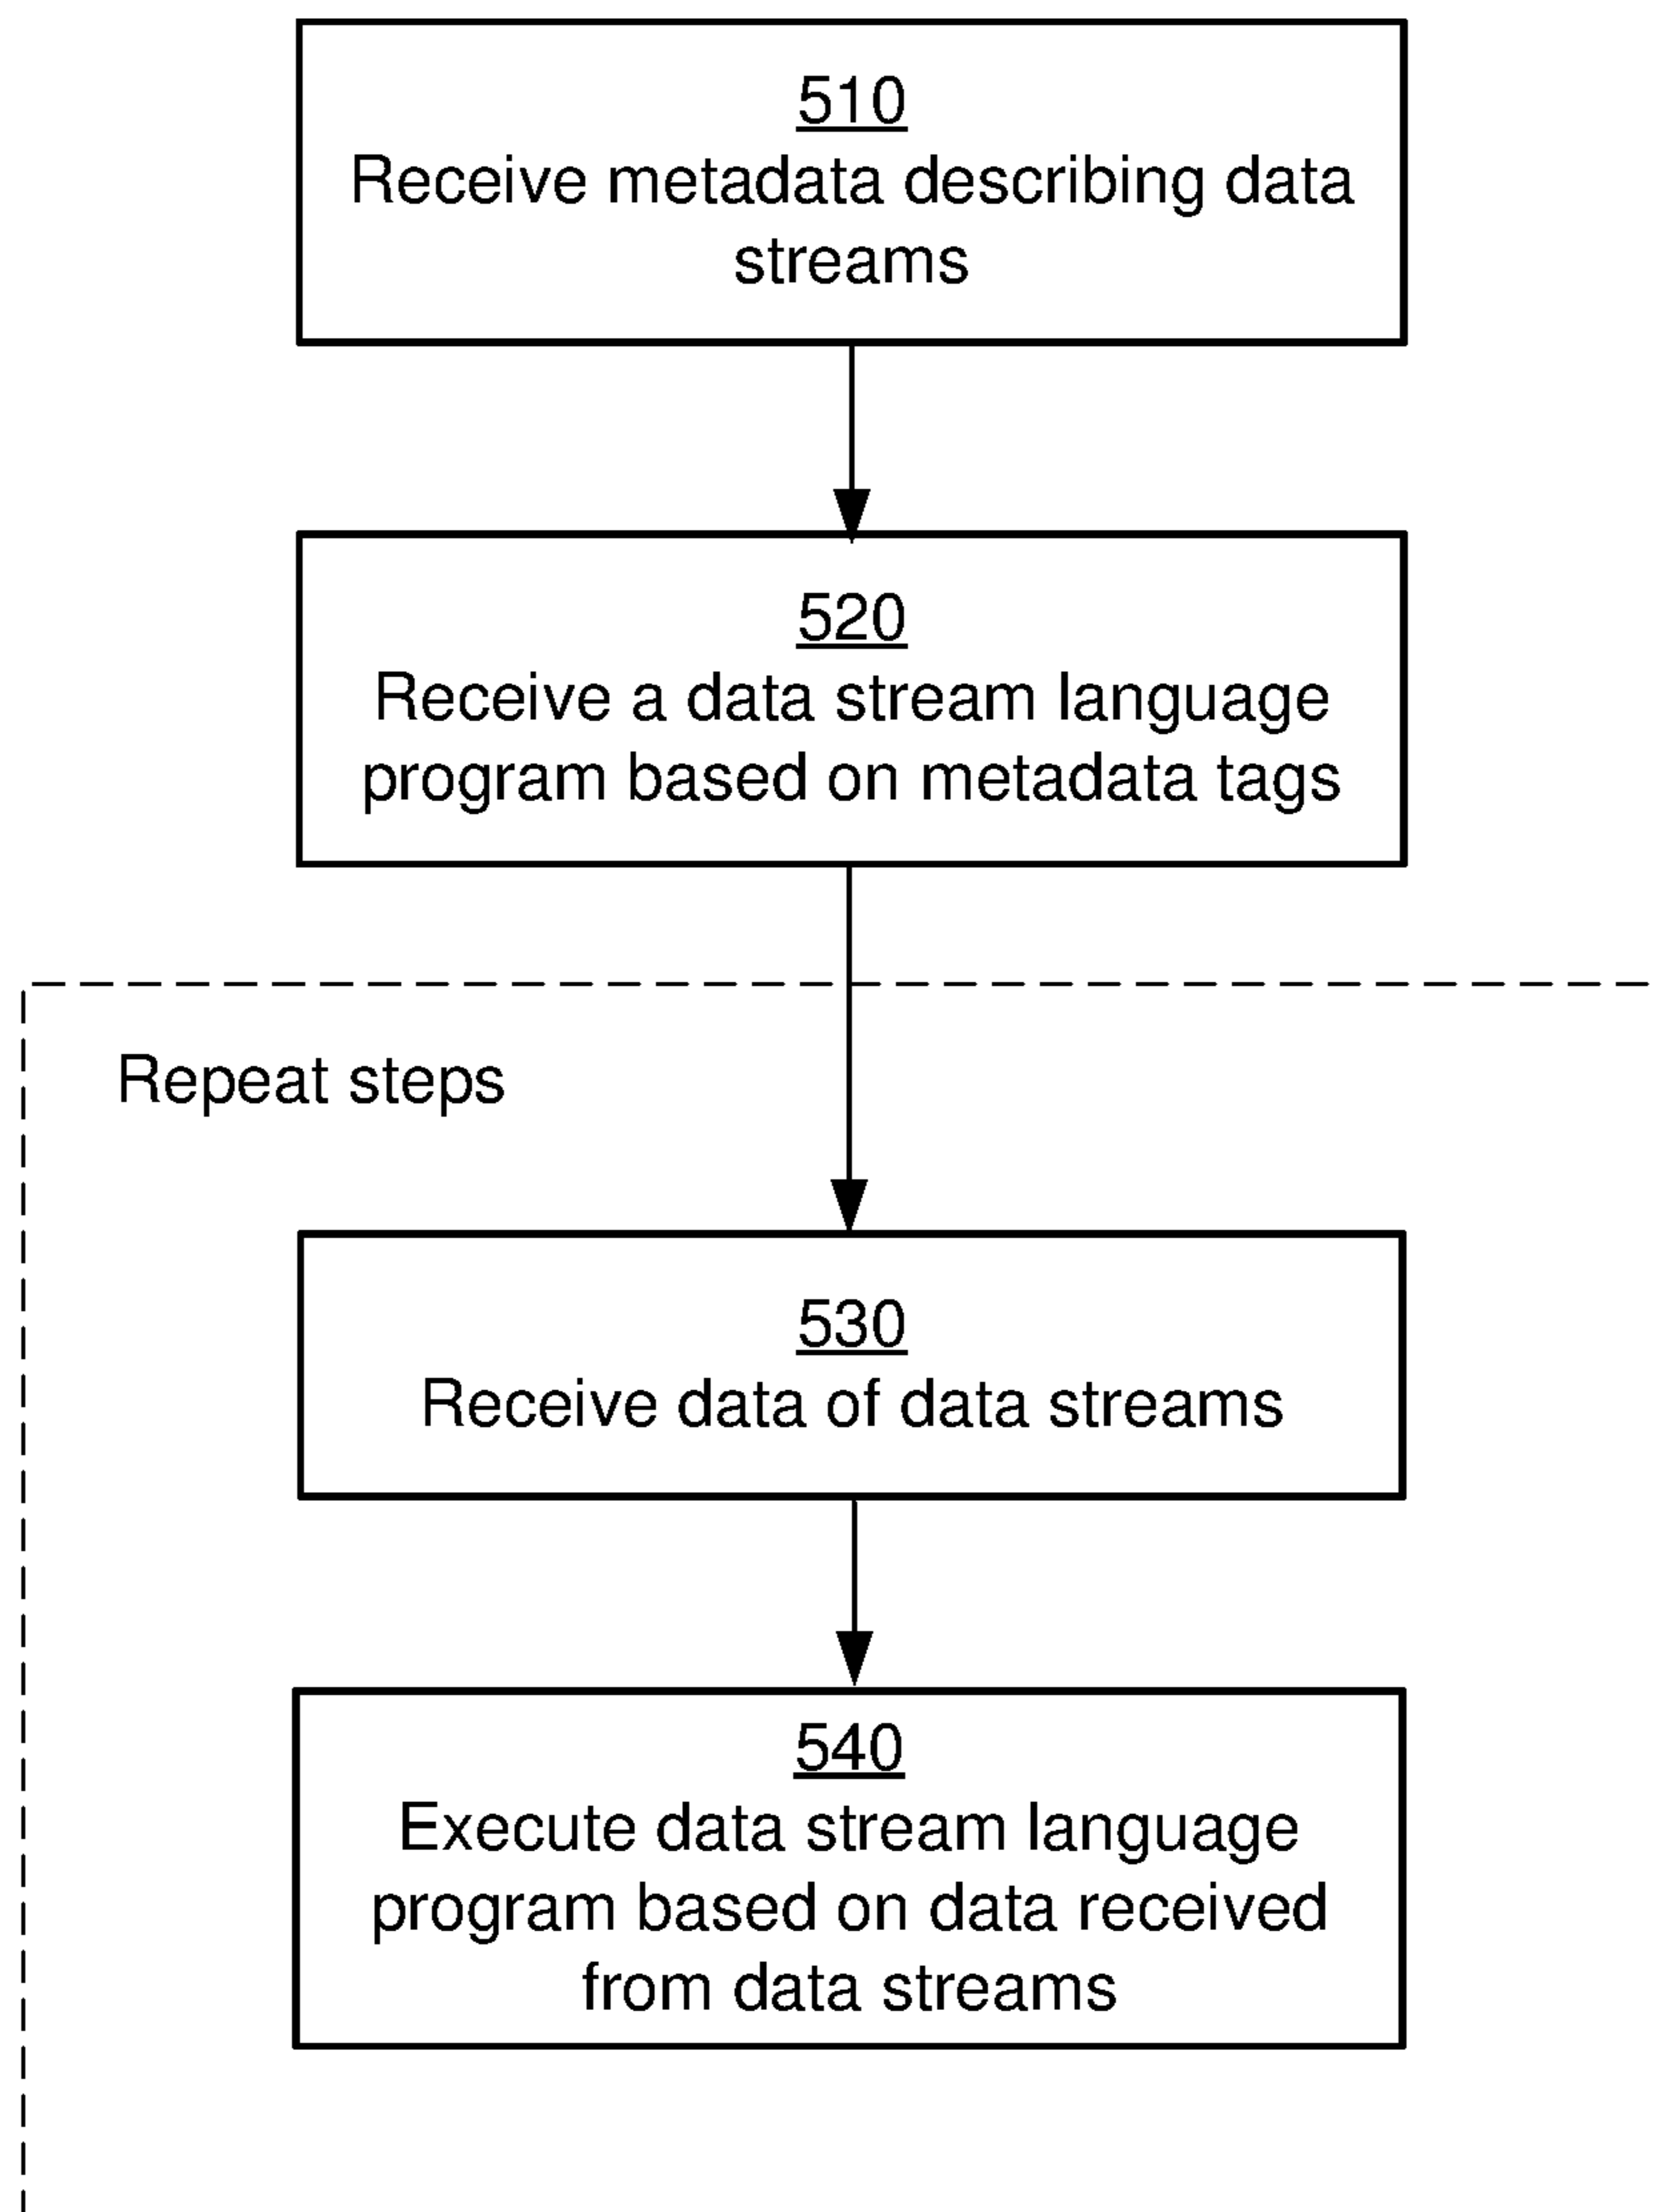 510
Receive metadata describing data
streams
520
Receive a data stream language
program based on metadata tags
Repeat steps
530
Receive data of data streams
540
Execute data stream language
program based on data received
from data streams